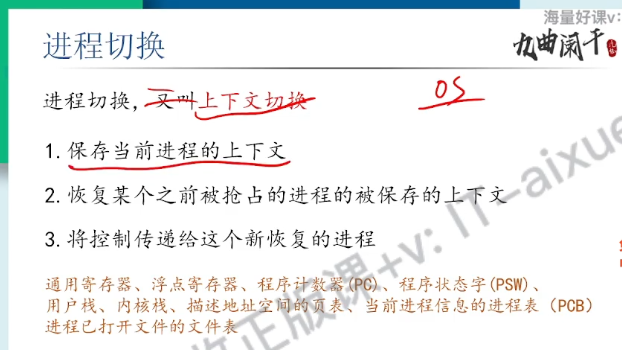 海量好课v:
进程切换
九曲阑干
进程切换，又叫上下文切换
OS
1. 保存当前进程的上下文
2. 恢复某个之前被抢占的进程的被保存的上下文
3. 将控制传递给这个新恢复的进程
通用寄存器、浮点寄存器、程序计数器(PC)、程序状态字(PSW)、
用户栈、内核栈、描述地址空间的页表、当前进程信息的进程表（PCB）
进程已打开文件的文件表
正版课+v: IT-aixue